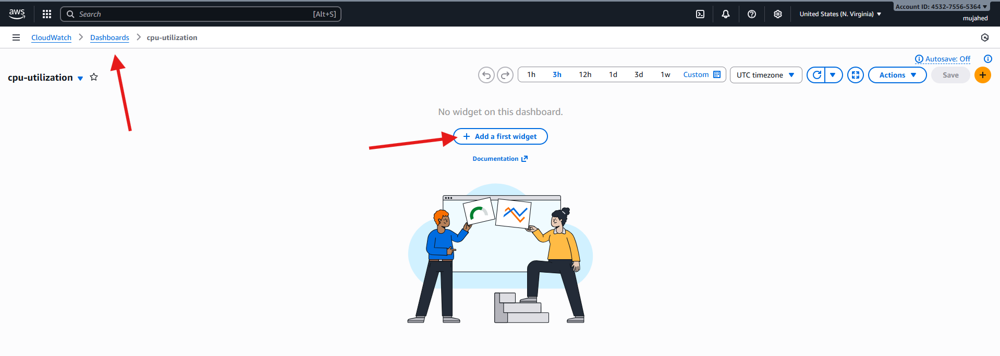 aws
Search [Alt+S]
United States (N. Virginia)
Account ID: 4532-7556-5364
mujahed
CloudWatch Dashboards cpu-utilization
Autosave: Off
cpu-utilization
1h 3h 12h 1d 3d 1w Custom UTC timezone Actions Save
No widget on this dashboard.
Add a first widget
Documentation